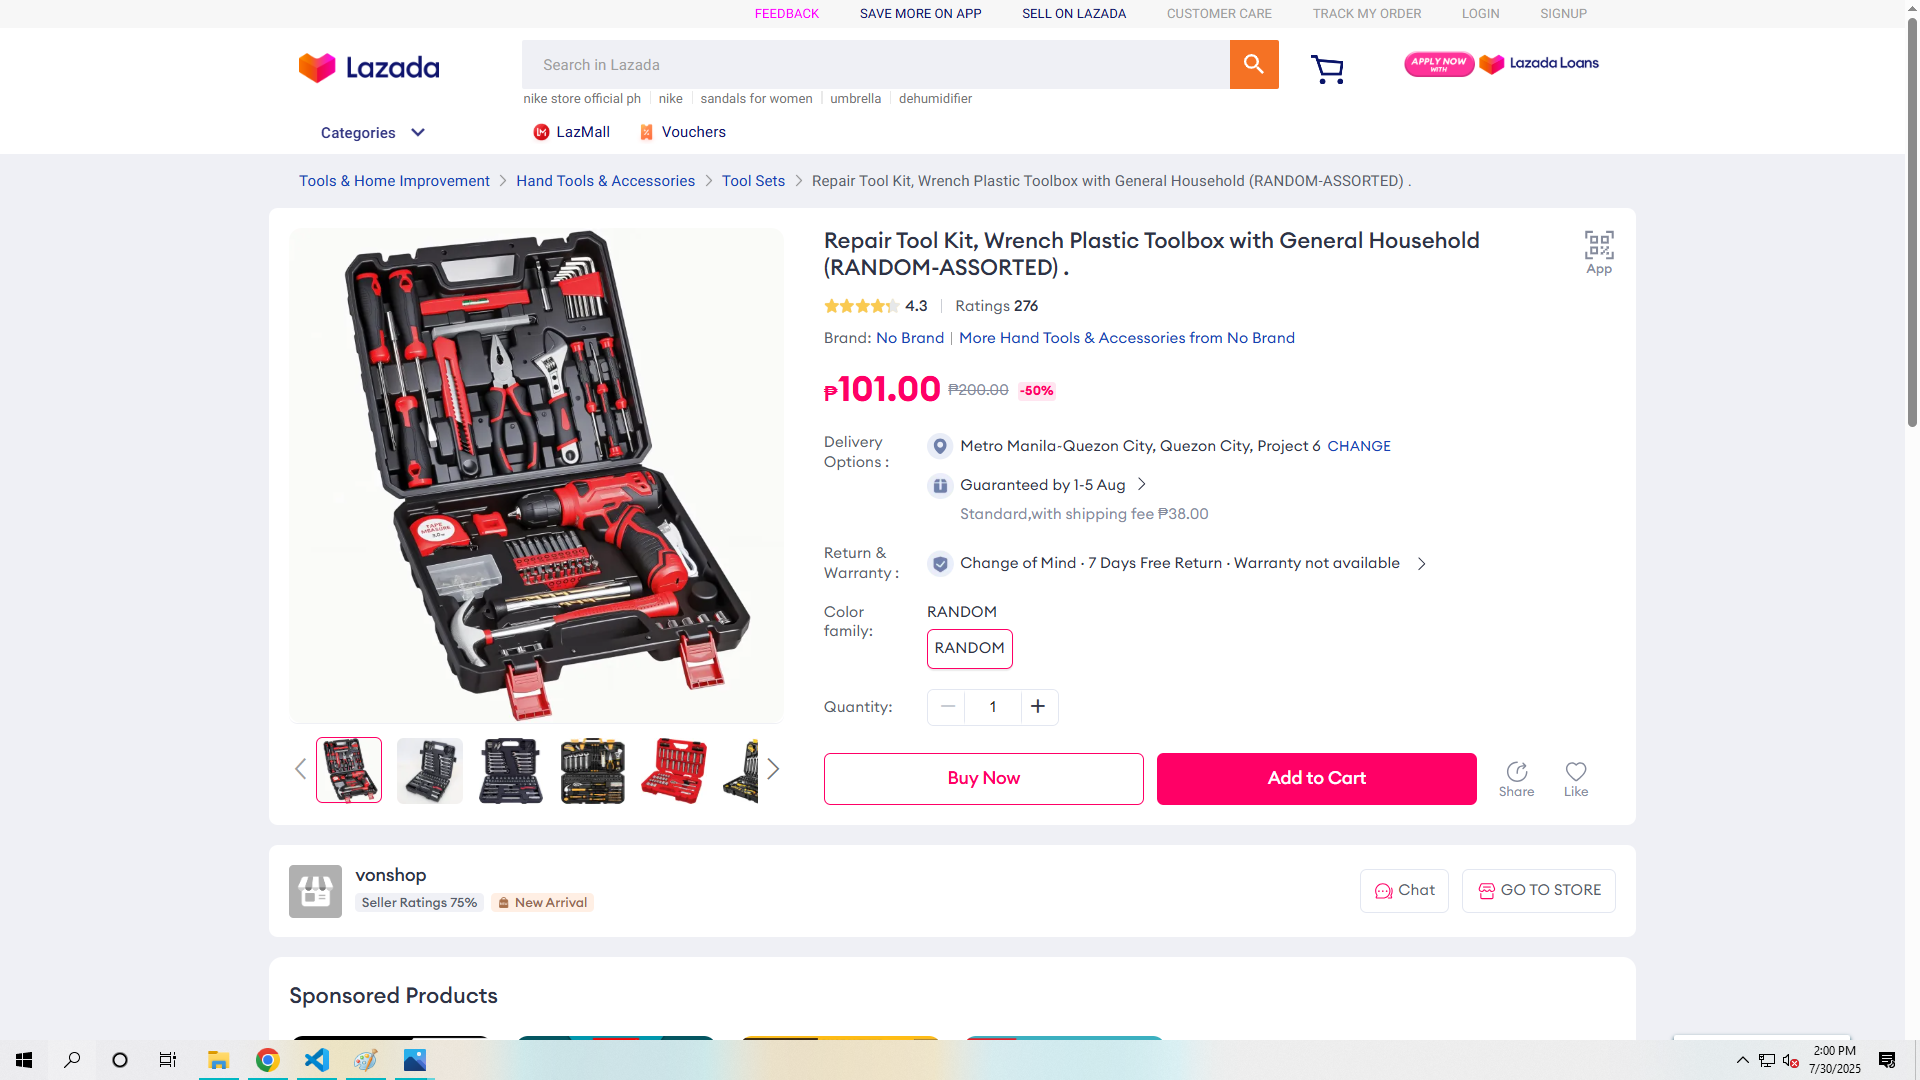 FEEDBACK SAVE MORE ON APP SELL ON LAZADA CUSTOMER CARE TRACK MY ORDER LOGIN SIGNUP
Lazada
Search in Lazada
APPLY NOW
WITH
Lazada Loans
nike store official ph nike sandals for women umbrella dehumidifier
Categories LazMall Vouchers
Tools & Home Improvement Hand Tools & Accessories Tool Sets Repair Tool Kit, Wrench Plastic Toolbox with General Household (RANDOM-ASSORTED) .
Repair Tool Kit, Wrench Plastic Toolbox with General Household
(RANDOM-ASSORTED) .
App
4.3 Ratings 276
Brand: No Brand More Hand Tools & Accessories from No Brand
₱101.00 ₱200.00 -50%
Delivery
Options :
Metro Manila-Quezon City, Quezon City, Project 6 CHANGE
Guaranteed by 1-5 Aug
Standard,with shipping fee ₱38.00
Return &
Warranty :
Change of Mind · 7 Days Free Return · Warranty not available
Color
family:
RANDOM
RANDOM
Quantity: 1
TAPE
MEASURE
Buy Now Add to Cart
Share Like
vonshop
Seller Ratings 75% New Arrival
Chat GO TO STORE
Sponsored Products
2:00 PM
7/30/2025